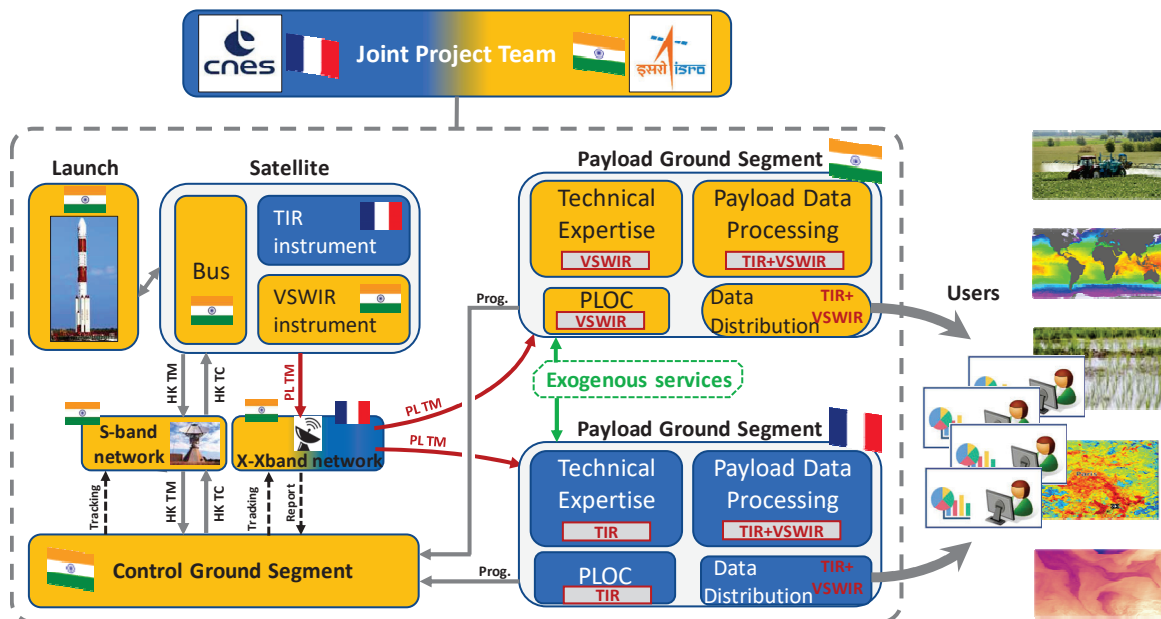 cnes
Joint Project Team
इसरो isro
Launch
Satellite
Bus
TIR
instrument
VSWIR
instrument
Payload Ground Segment
Technical
Expertise
VSWIR
Payload Data
Processing
TIR+VSWIR
PLOC
VSWIR
Data
Distribution
TIR+
VSWIR
Prog.
Users
HK TM
HK TC
PL TM
PL TM
PL TM
Exogenous services
S-band
network
X-Xband network
Tracking
HK TM
HK TC
Tracking
Report
Control Ground Segment
Prog.
Payload Ground Segment
Technical
Expertise
TIR
Payload Data
Processing
TIR+VSWIR
PLOC
TIR
Data
Distribution
TIR+
VSWIR